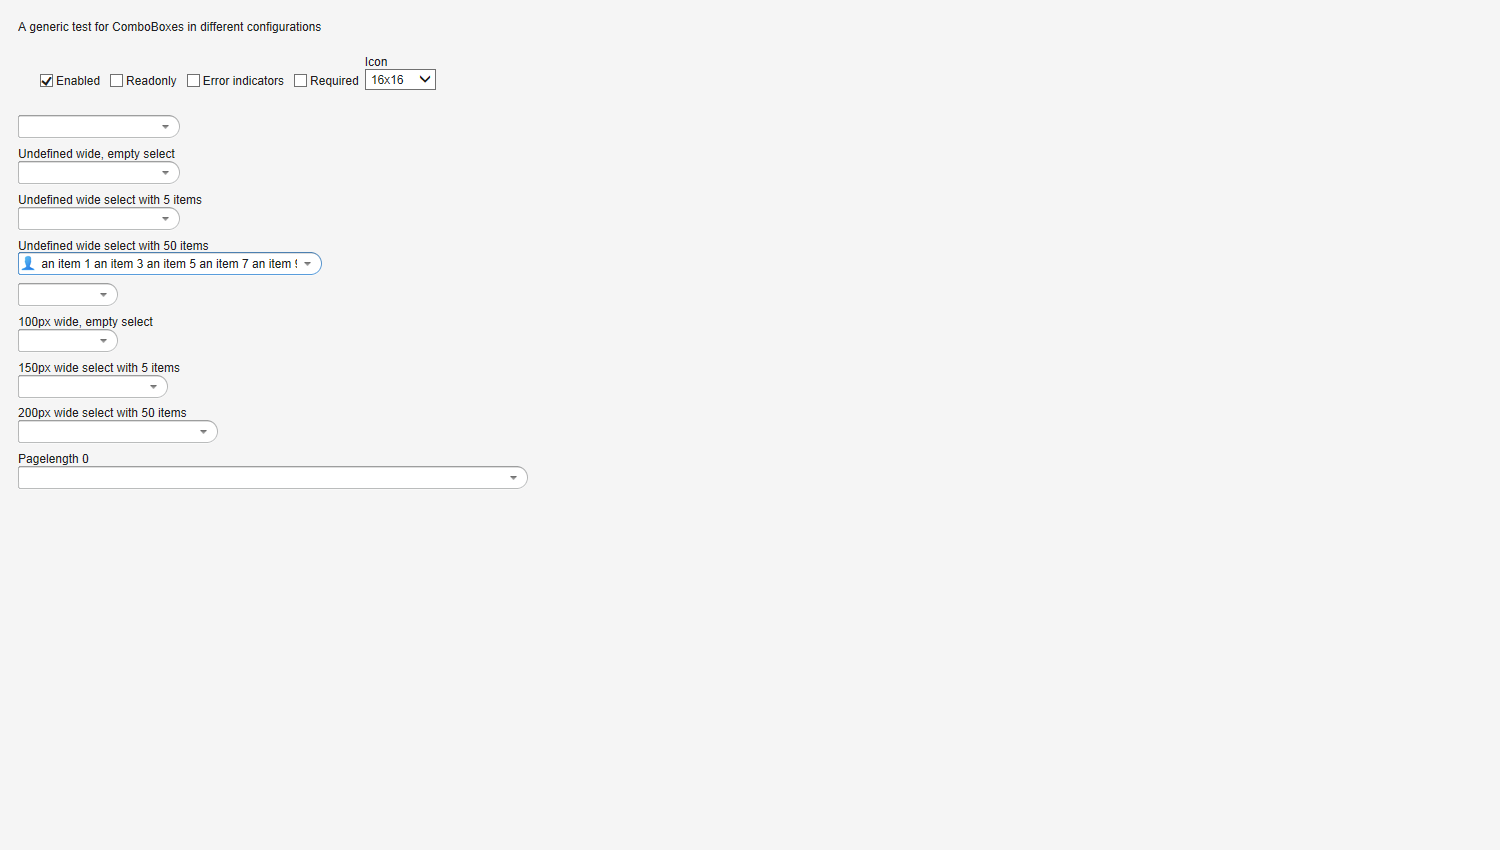 A generic test for ComboBoxes in different configurations
Icon
Enabled Readonly Error indicators Required 16x16
Undefined wide, empty select
Undefined wide select with 5 items
Undefined wide select with 50 items
an item 1 an item 3 an item 5 an item 7 an item
100px wide, empty select
150px wide select with 5 items
200px wide select with 50 items
Pagelength 0